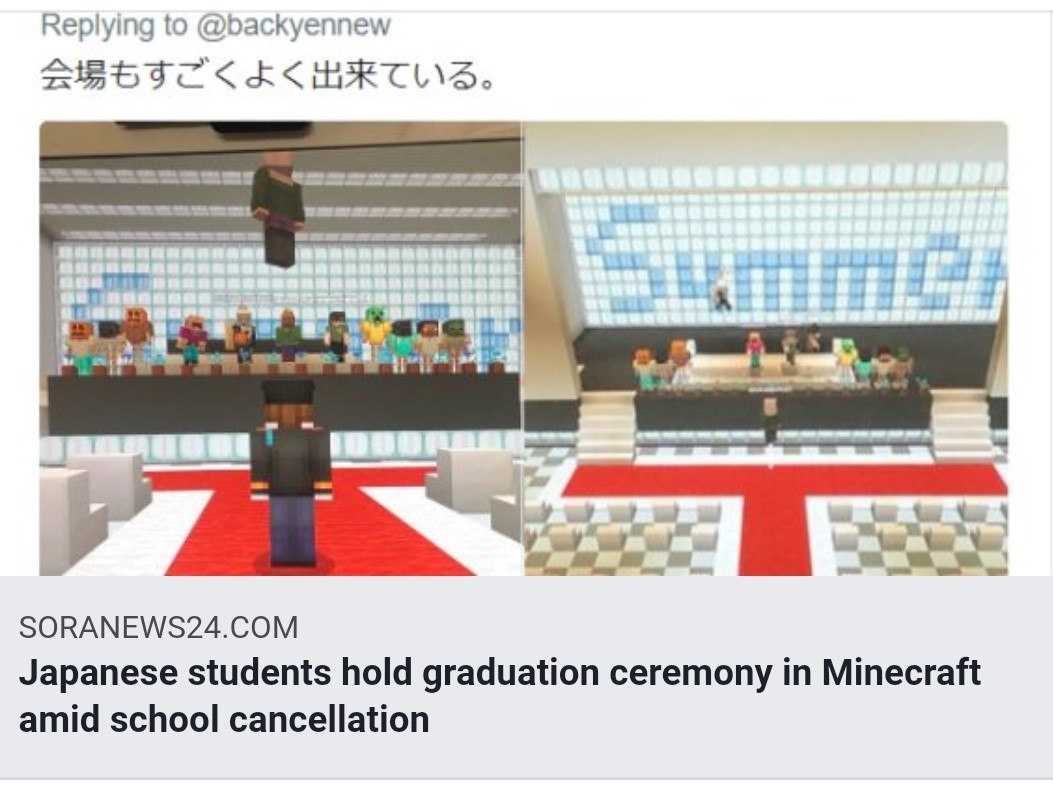 Replying to @backyennew
会場もすごくよく出来ている。
Summer
SORANEWS24.COM
Japanese students hold graduation ceremony in Minecraft
amid school cancellation